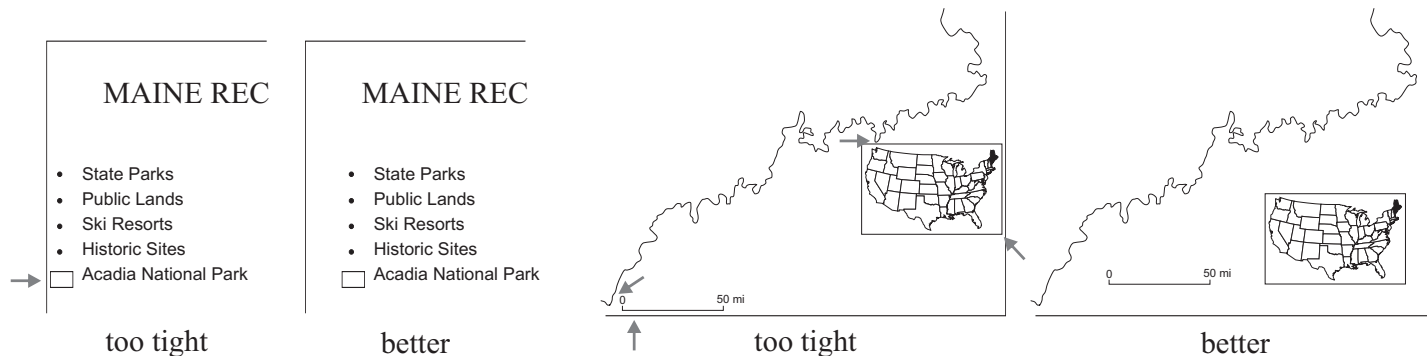 MAINE REC
State Parks
Public Lands
Ski Resorts
Historic Sites
Acadia National Park
too tight
MAINE REC
State Parks
Public Lands
Ski Resorts
Historic Sites
Acadia National Park
better
0 50 mi
too tight
0 50 mi
better